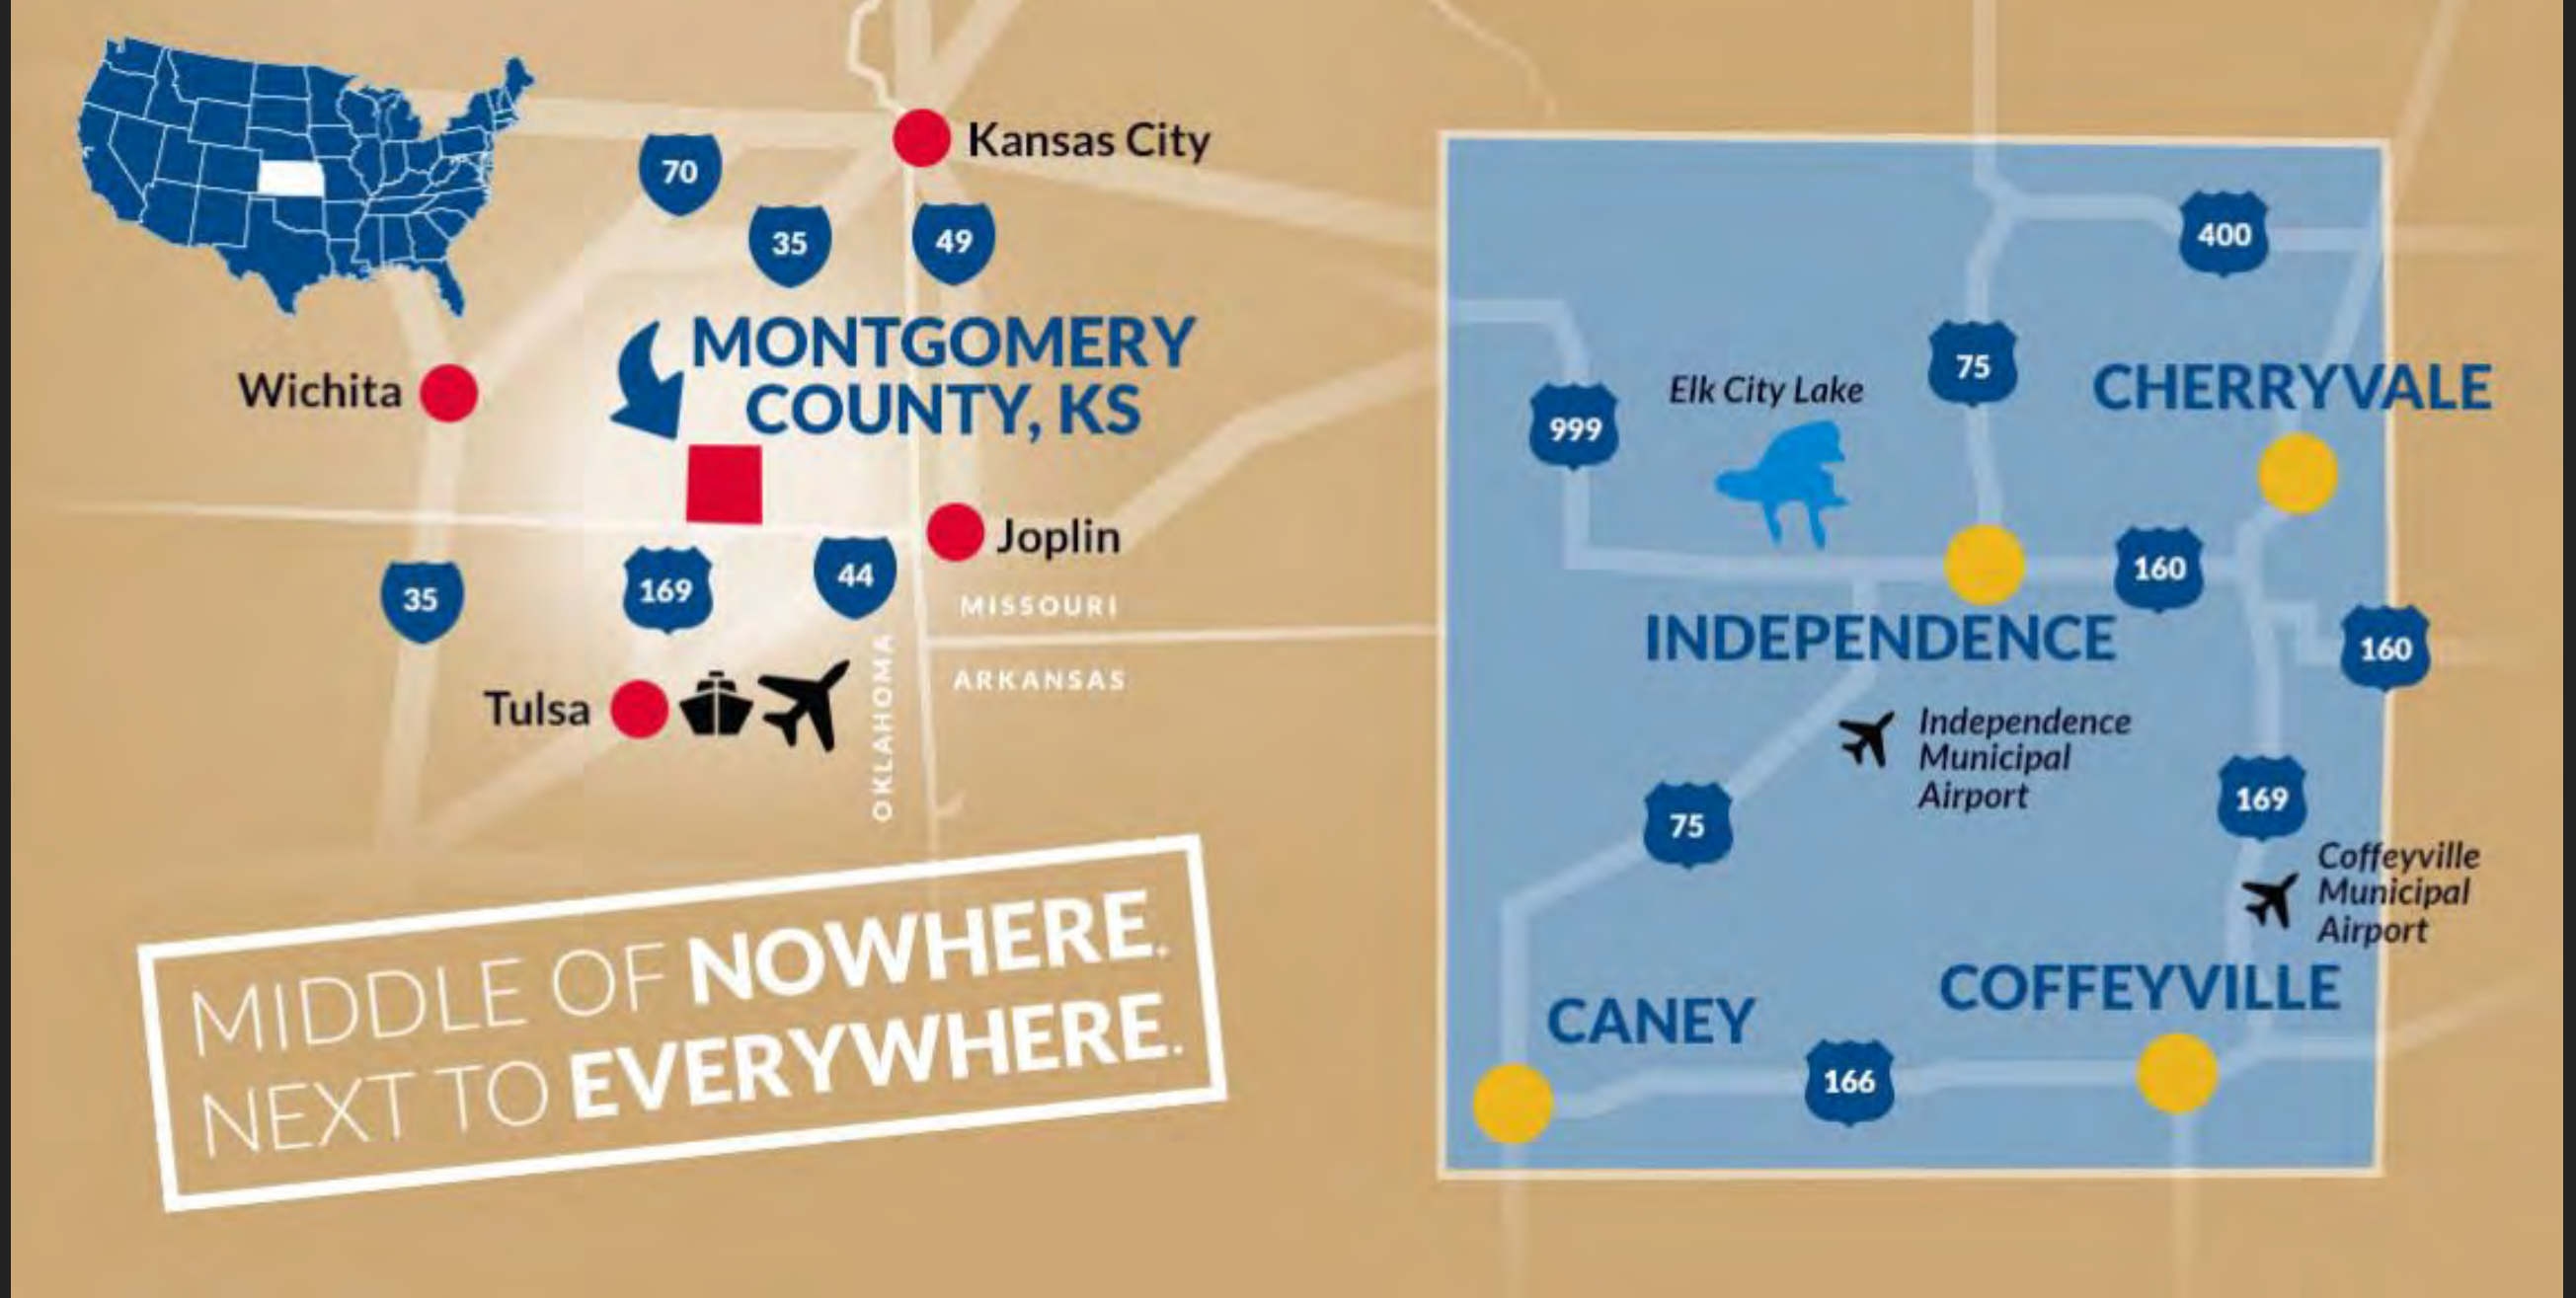 Kansas City
70
35
49
MONTGOMERY
COUNTY, KS
Wichita
Joplin
35
169
44
MISSOURI
ARKANSAS
OKLAHOMA
Tulsa
MIDDLE OF NOWHERE.
NEXT TO EVERYWHERE.
400
75
CHERRYVALE
Elk City Lake
999
160
INDEPENDENCE
160
Independence
Municipal
Airport
75
169
Coffeyville
Municipal
Airport
COFFEYVILLE
CANEY
166